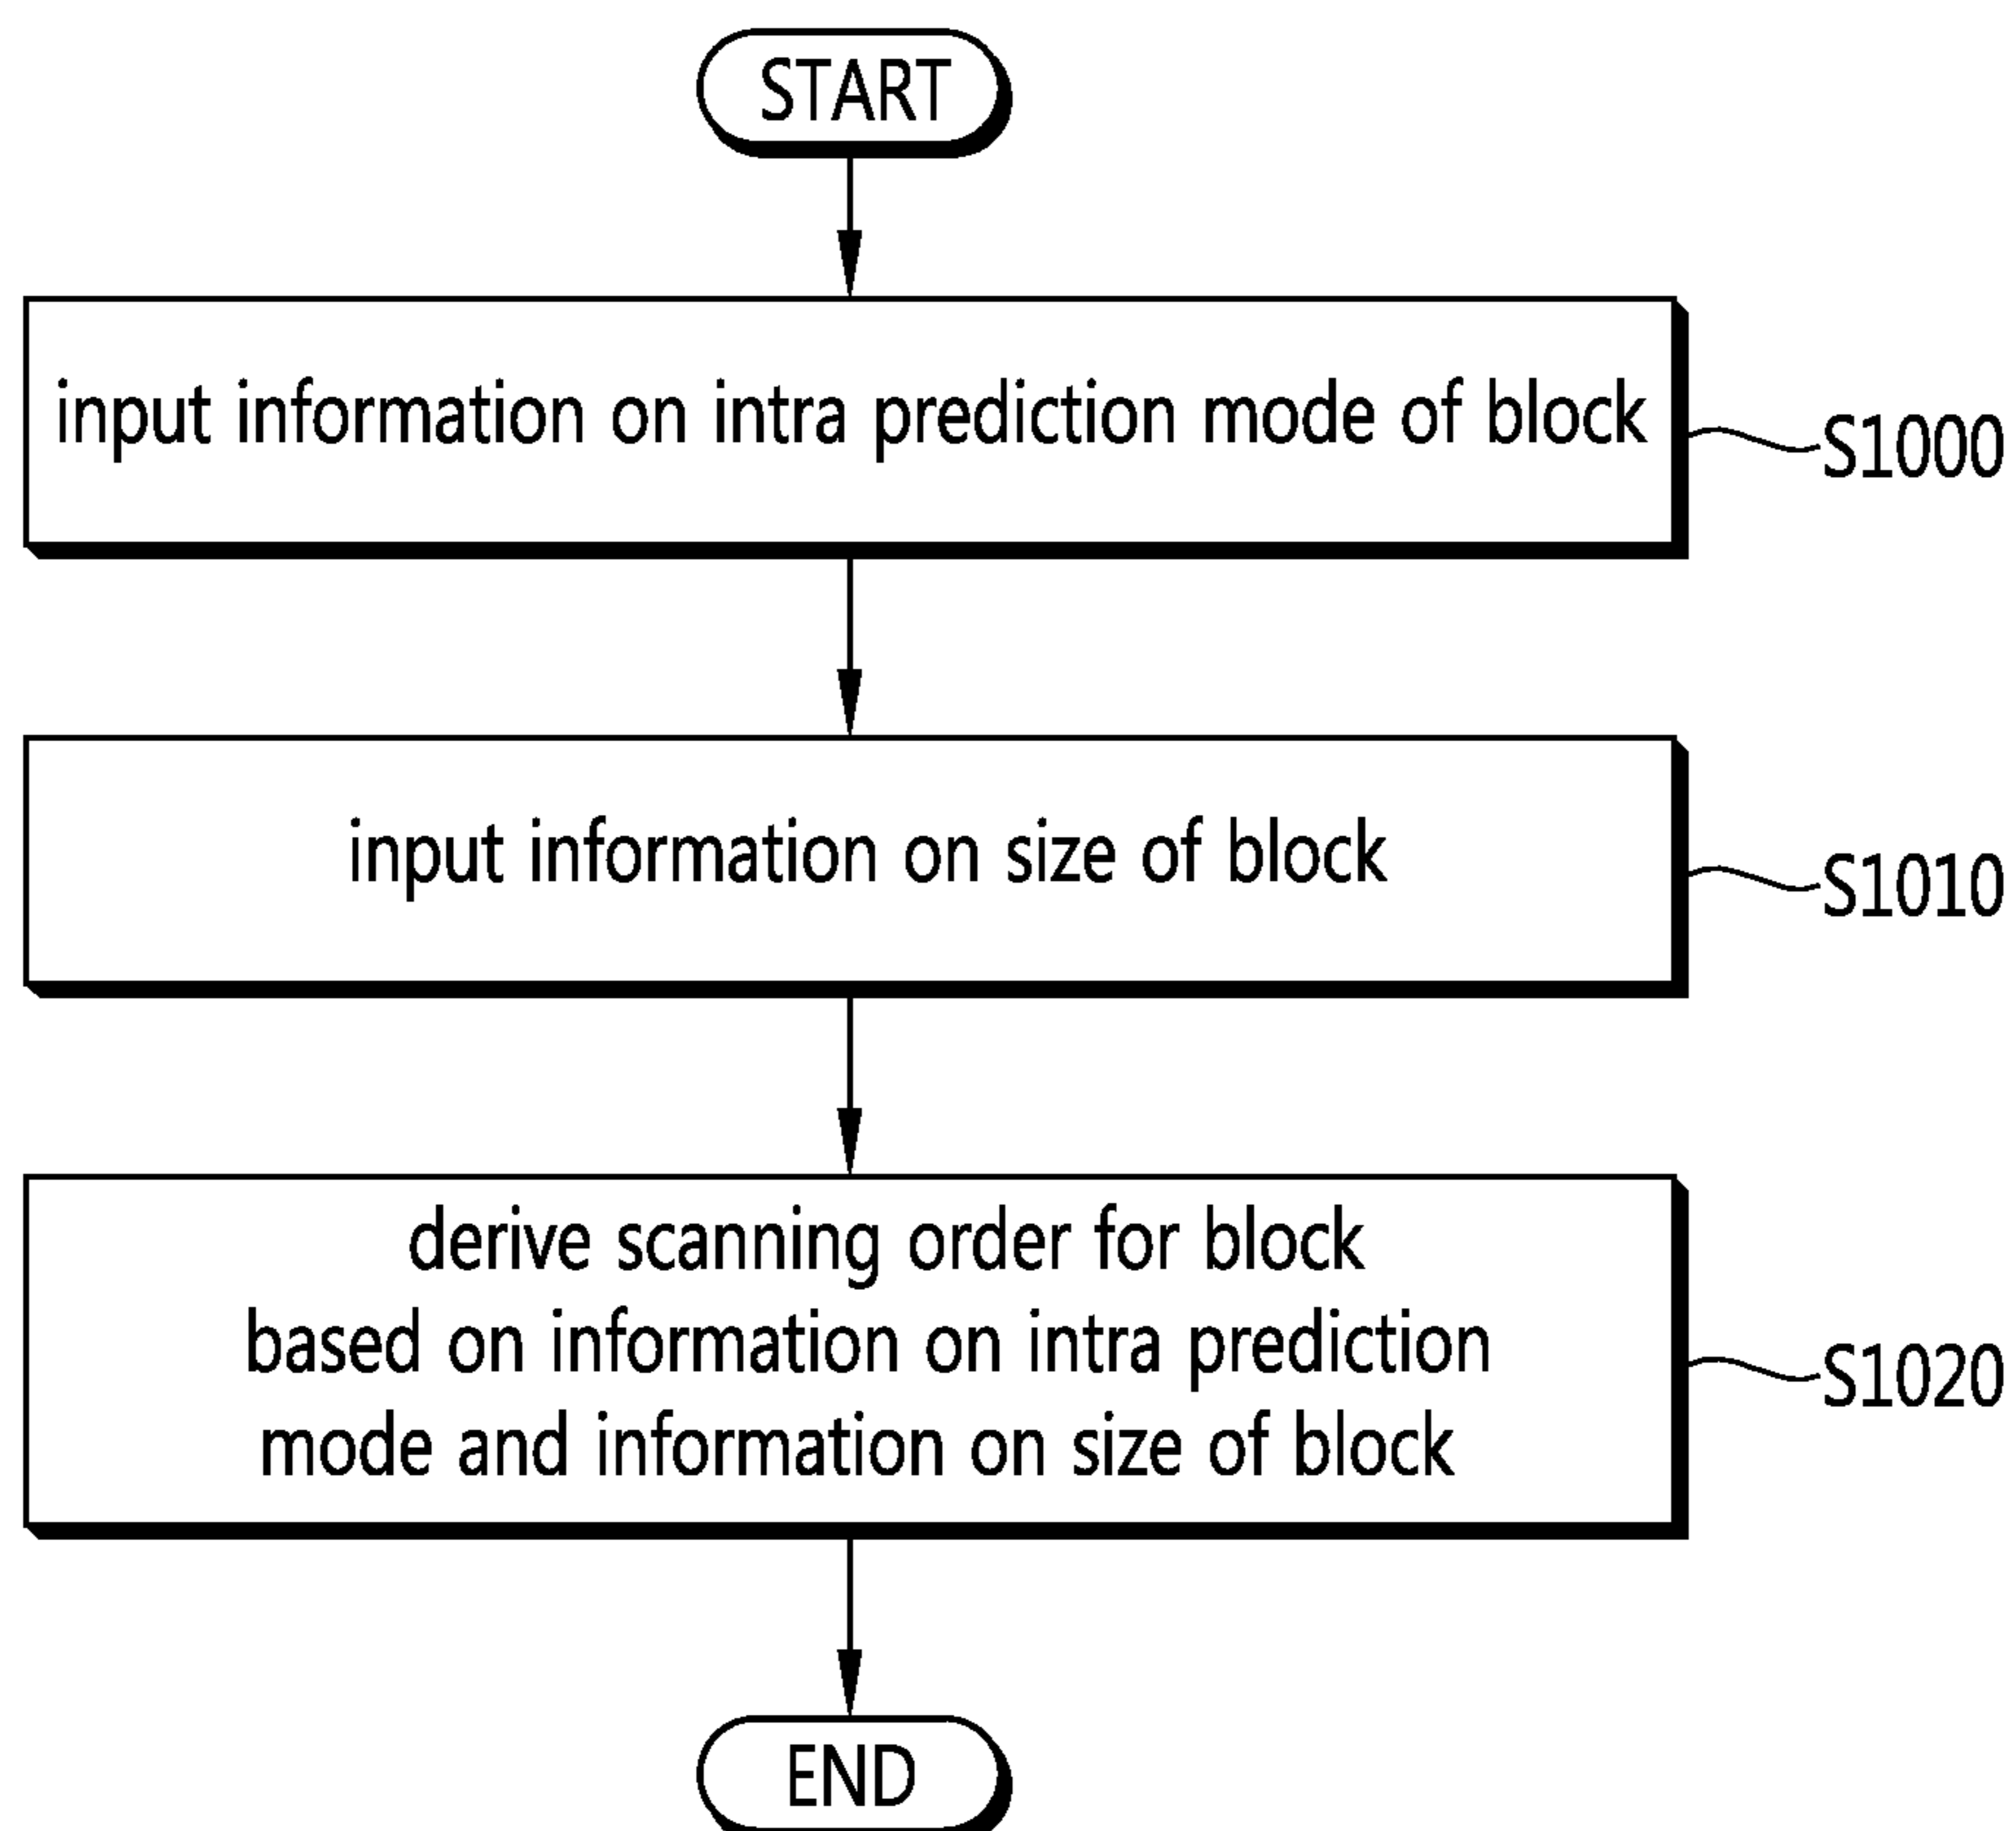 START
input information on intra prediction mode of block
S1000
input information on size of block
S1010
derive scanning order for block
based on information on intra prediction
mode and information on size of block
S1020
END